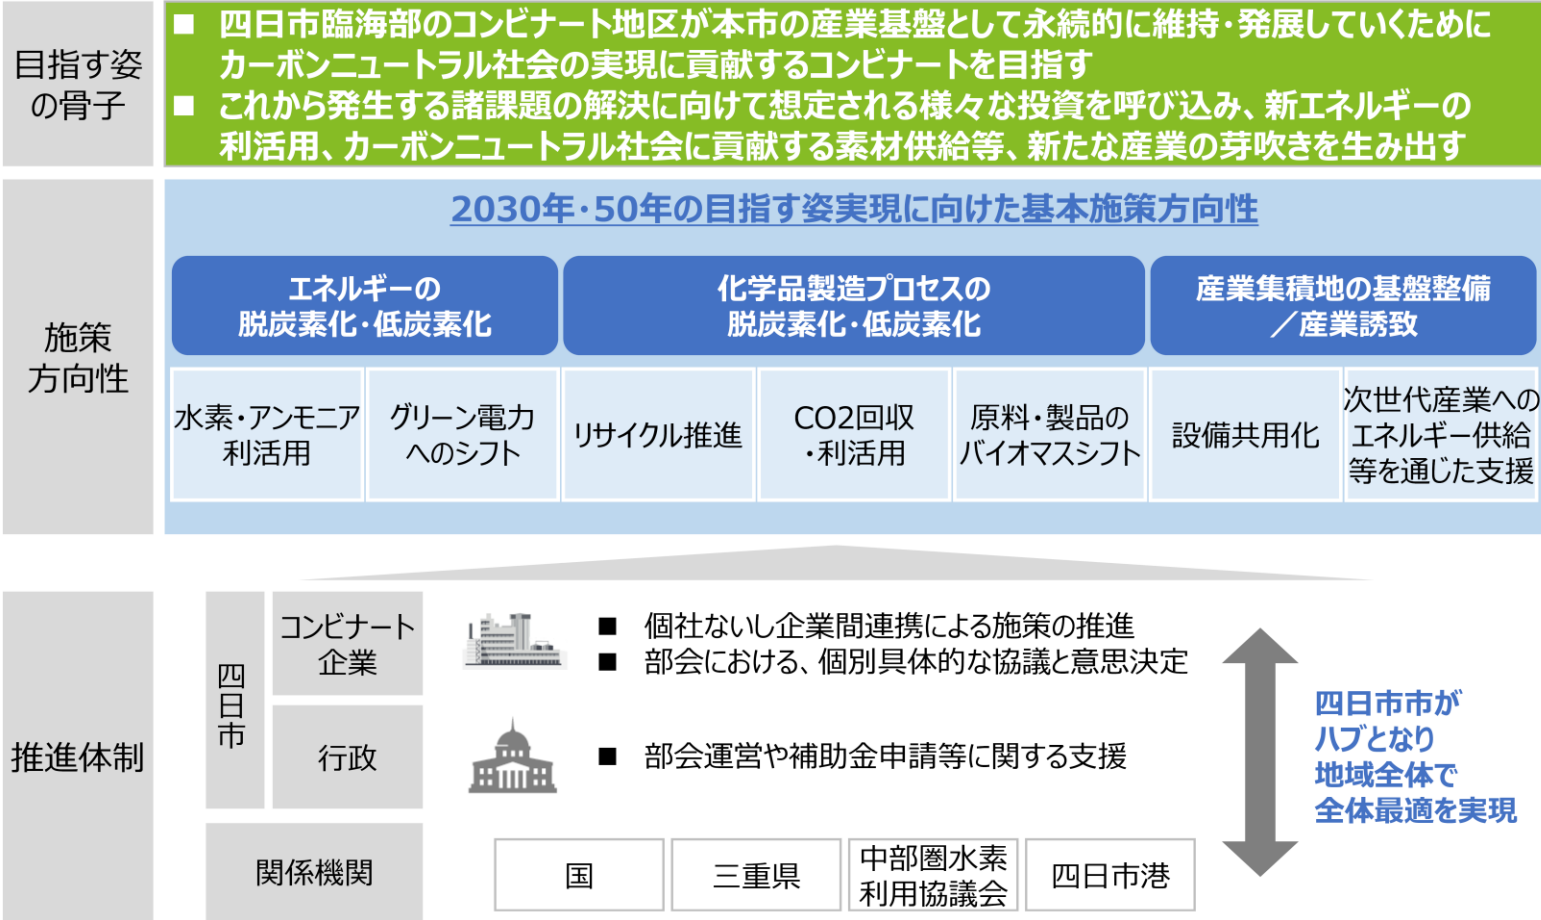 目指す姿
の骨子
■ 四日市臨海部のコンビナート地区が本市の産業基盤として永続的に維持・発展していくために
カーボンニュートラル社会の実現に貢献するコンビナートを目指す
■ これから発生する諸課題の解決に向けて想定される様々な投資を呼び込み、新エネルギーの
利活用、カーボンニュートラル社会に貢献する素材供給等、新たな産業の芽吹きを生み出す
施策
方向性
2030年・50年の目指す姿実現に向けた基本施策方向性
エネルギーの
脱炭素化・低炭素化
化学品製造プロセスの
脱炭素化・低炭素化
産業集積地の基盤整備
／産業誘致
水素・アンモニア
利活用
グリーン電力
へのシフト
リサイクル推進
CO2回収
・利活用
原料・製品の
バイオマスシフト
設備共用化
次世代産業への
エネルギー供給
等を通じた支援
推進体制
四日市
コンビナート
企業
■ 個社ないし企業間連携による施策の推進
■ 部会における、個別具体的な協議と意思決定
行政
■ 部会運営や補助金申請等に関する支援
関係機関
国
三重県
中部圏水素
利用協議会
四日市港
四日市市が
ハブとなり
地域全体で
全体最適を実現